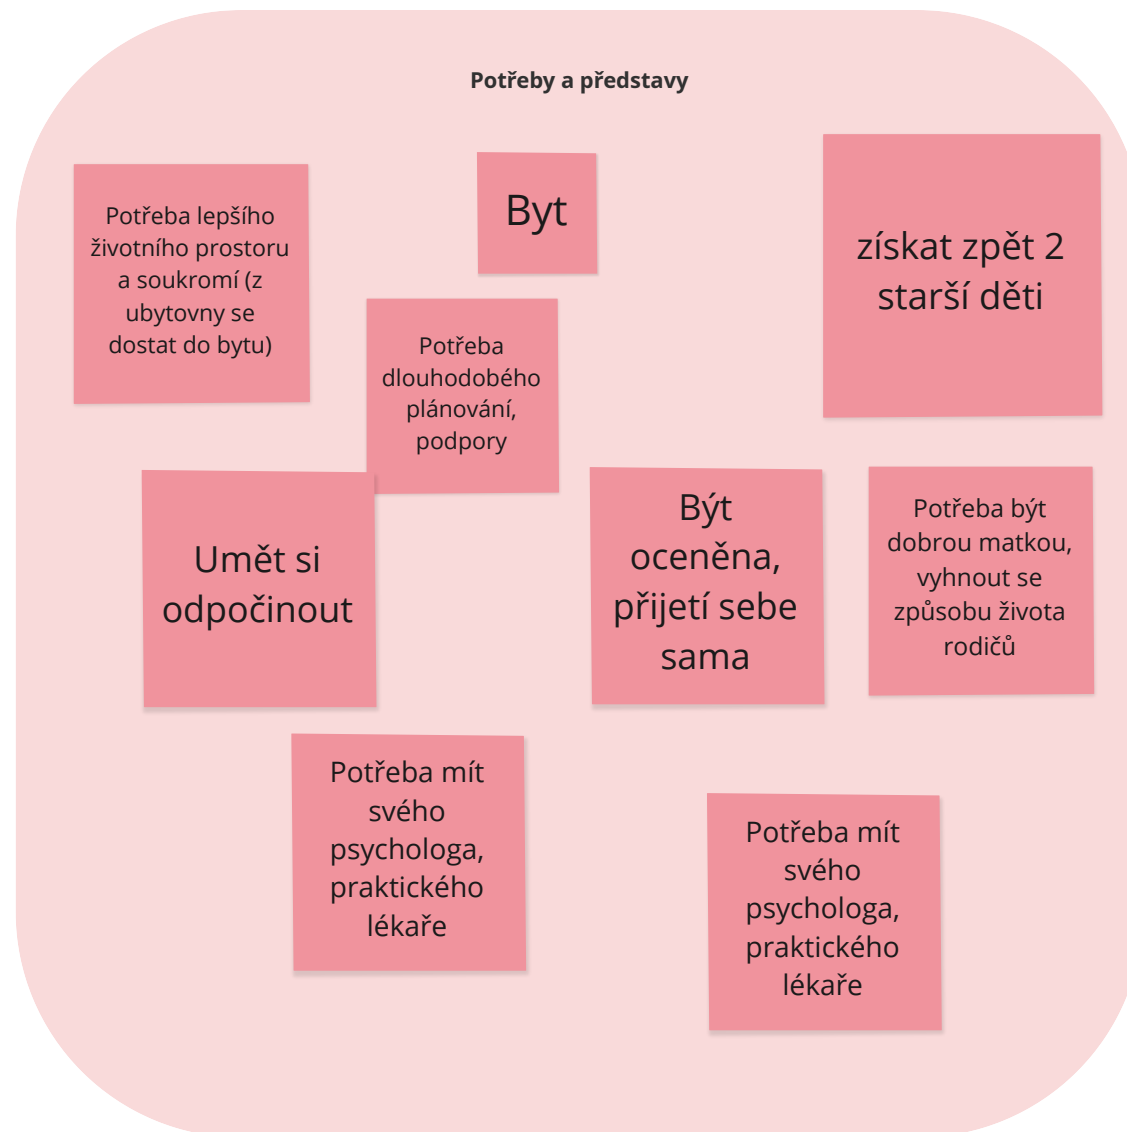 Potřeby a představy
Potřeba lepšího
životního prostoru
a soukromí (z
ubytovny se
dostat do bytu)
Byt
získat zpět 2
starší děti
Potřeba
dlouhodobého
plánování,
podpory
Umět si
odpočinout
Být
oceněna,
přijetí sebe
sama
Potřeba být
dobrou matkou,
vyhnout se
způsobu života
rodičů
Potřeba mít
svého
psychologa,
praktického
lékaře
Potřeba mít
svého
psychologa,
praktického
lékaře